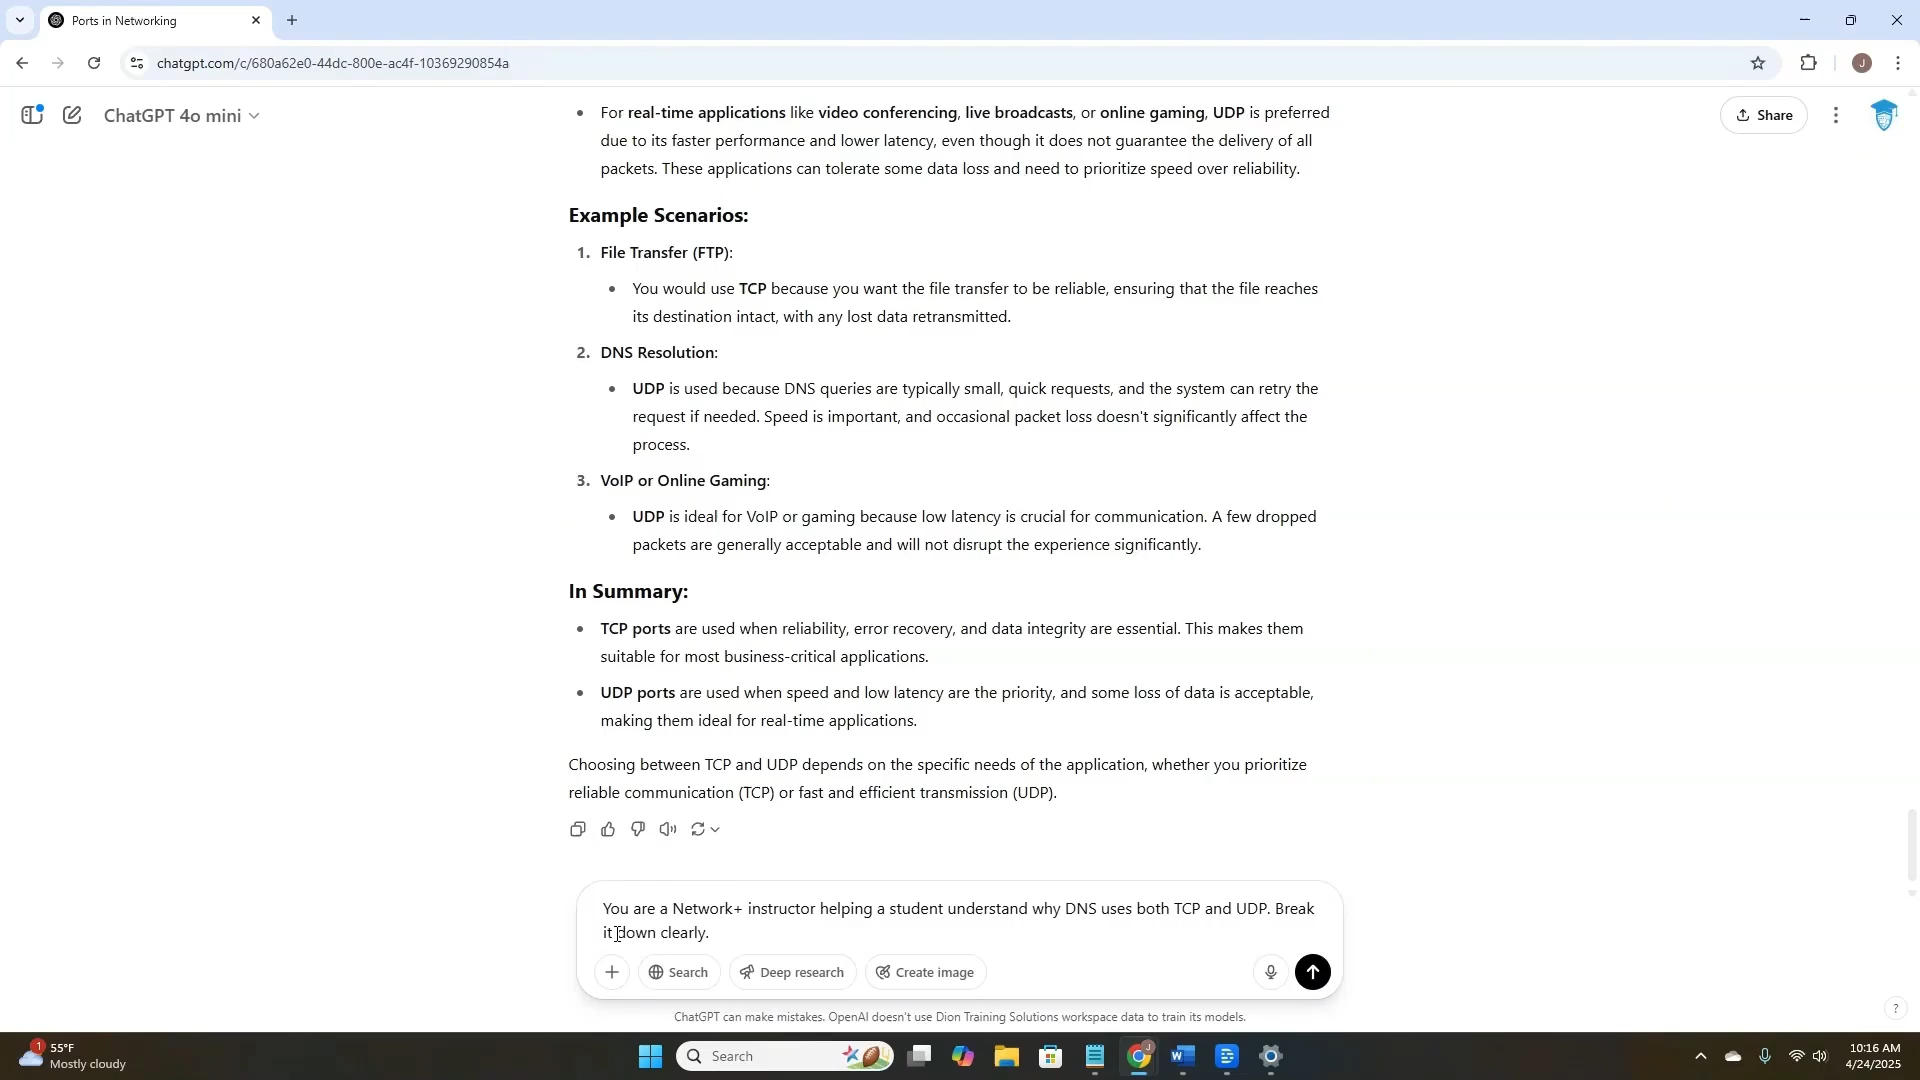 Ports in Networking
chatgpt.com/c/680a62e0-44dc-800e-ac4f-10369290854a
J
ChatGPT 4o mini
Share
• For real-time applications like video conferencing, live broadcasts, or online gaming, UDP is preferred
due to its faster performance and lower latency, even though it does not guarantee the delivery of all
packets. These applications can tolerate some data loss and need to prioritize speed over reliability.
Example Scenarios:
1. File Transfer (FTP):
• You would use TCP because you want the file transfer to be reliable, ensuring that the file reaches
its destination intact, with any lost data retransmitted.
2. DNS Resolution:
• UDP is used because DNS queries are typically small, quick requests, and the system can retry the
request if needed. Speed is important, and occasional packet loss doesn't significantly affect the
process.
3. VoIP or Online Gaming:
• UDP is ideal for VoIP or gaming because low latency is crucial for communication. A few dropped
packets are generally acceptable and will not disrupt the experience significantly.
In Summary:
• TCP ports are used when reliability, error recovery, and data integrity are essential. This makes them
suitable for most business-critical applications.
• UDP ports are used when speed and low latency are the priority, and some loss of data is acceptable,
making them ideal for real-time applications.
Choosing between TCP and UDP depends on the specific needs of the application, whether you prioritize
reliable communication (TCP) or fast and efficient transmission (UDP).
You are a Network+ instructor helping a student understand why DNS uses both TCP and UDP. Break
it down clearly.
Search
Deep research
Create image
ChatGPT can make mistakes. OpenAI doesn't use Dion Training Solutions workspace data to train its models.
?
1
55°F
Mostly cloudy
Search
J
W
10:16 AM
4/24/2025